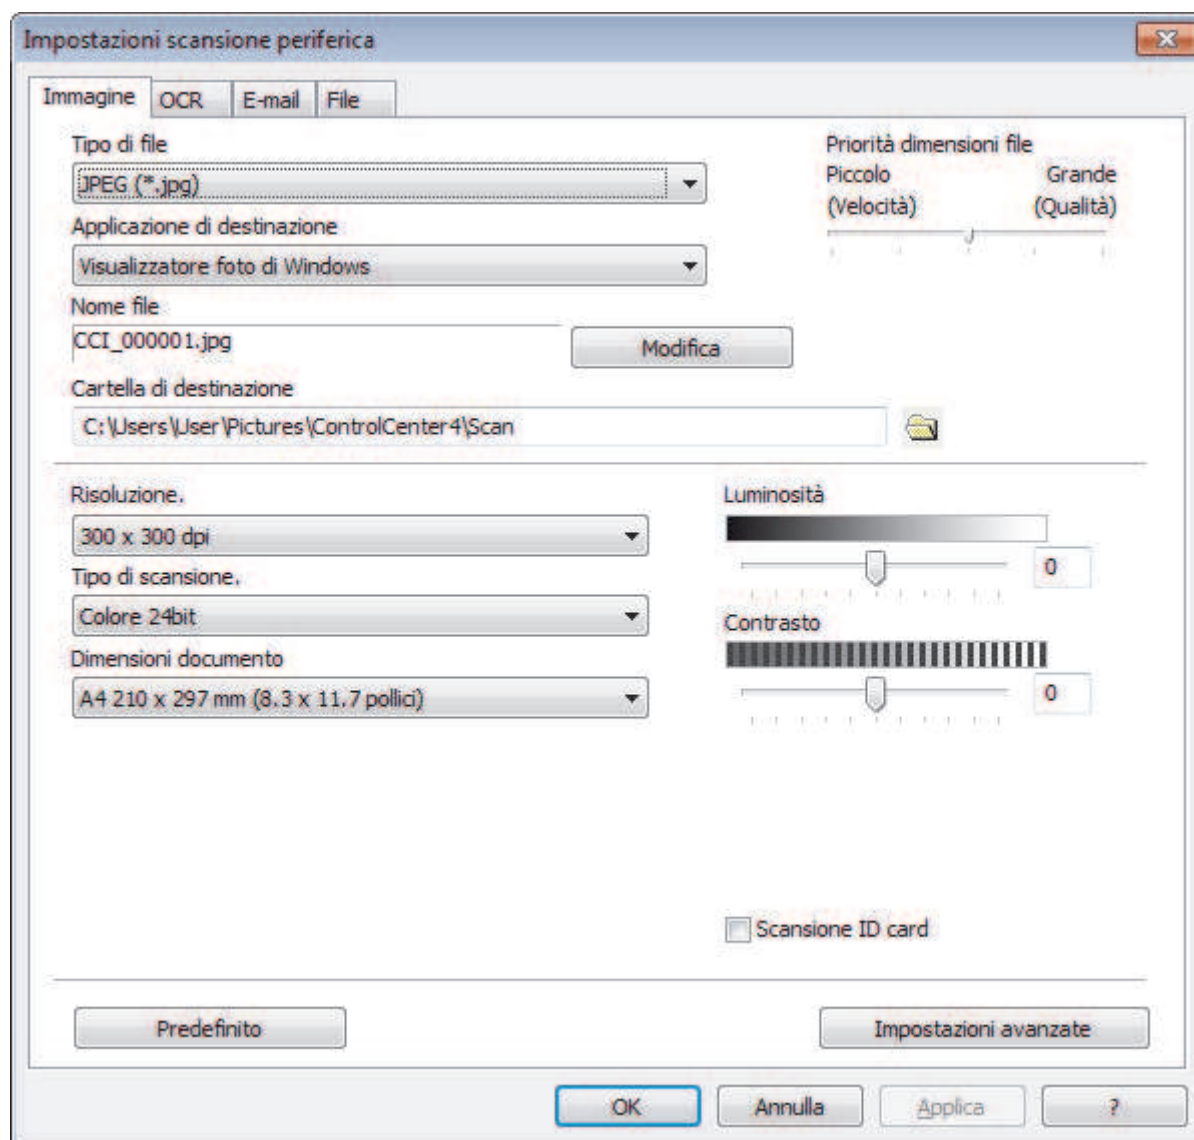 Impostazioni scansione periferica
Immagine OCR E-mail File
Tipo di file
JPEG (*.jpg)
Applicazione di destinazione
Visualizzatore foto di Windows
Nome file
CCI_000001.jpg
Modifica
Cartella di destinazione
C:\Users\User\Pictures\ControlCenter4\Scan
Priorità dimensioni file
Piccolo Grande
(Velocità) (Qualità)
Risoluzione.
300 x 300 dpi
Tipo di scansione.
Colore 24bit
Dimensioni documento
A4 210 x 297 mm (8.3 x 11.7 pollici)
Luminosità
0
Contrasto
0
Scansione ID card
Predefinito Impostazioni avanzate
OK Annulla Applica ?